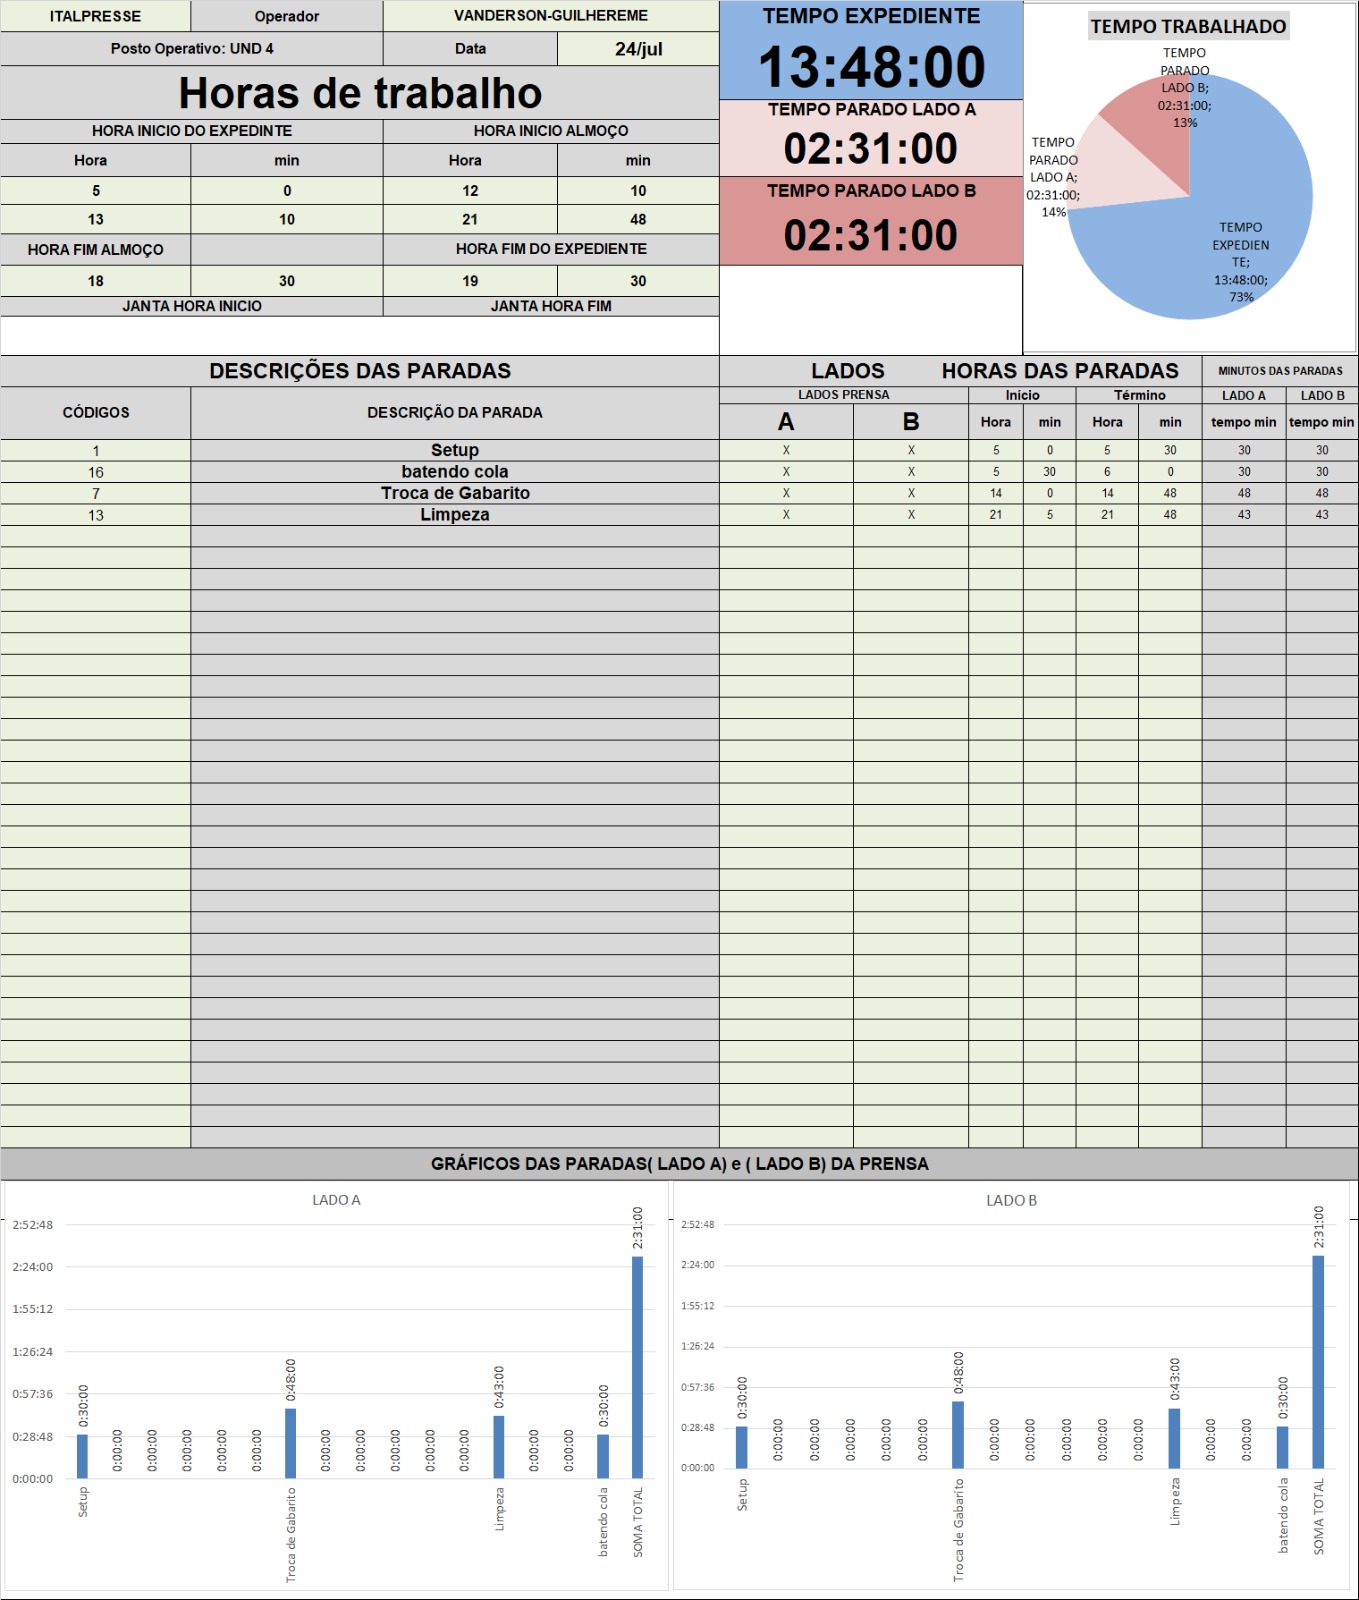 ITALPRESSE Operador VANDERSON-GUILHEREME
Posto Operativo: UND 4 Data 24/jul
Horas de trabalho
HORA INICIO DO EXPEDINTE HORA INICIO ALMOÇO
Hora min Hora min
5 0 12 10
13 10 21 48
HORA FIM ALMOÇO HORA FIM DO EXPEDIENTE
18 30 19 30
JANTA HORA INICIO JANTA HORA FIM
TEMPO EXPEDIENTE
13:48:00
TEMPO PARADO LADO A
02:31:00
TEMPO PARADO LADO B
02:31:00
TEMPO TRABALHADO
TEMPO
PARADO
LADO B;
02:31:00;
13%
TEMPO
PARADO
LADO A;
02:31:00;
14%
TEMPO
EXPEDIEN
TE;
13:48:00;
73%
DESCRIÇÕES DAS PARADAS LADOS HORAS DAS PARADAS MINUTOS DAS PARADAS
CÓDIGOS DESCRIÇÃO DA PARADA LADOS PRENSA Início Término LADO A LADO B
A B Hora min Hora min tempo min tempo min
1 Setup X X 5 0 5 30 30 30
16 batendo cola X X 5 30 6 0 30 30
7 Troca de Gabarito X X 14 0 14 48 48 48
13 Limpeza X X 21 5 21 48 43 43
GRÁFICOS DAS PARADAS( LADO A) e ( LADO B) DA PRENSA
LADO A
2:52:48
2:24:00
1:55:12
1:26:24
0:57:36
0:28:48
0:00:00
0:30:00 0:00:00 0:00:00 0:00:00 0:00:00 0:00:00 0:48:00 0:00:00 0:00:00 0:00:00 0:00:00 0:00:00 0:43:00 0:00:00 0:00:00 0:30:00 2:31:00
Setup Troca de Gabarito Limpeza batendo cola SOMA TOTAL
LADO B
2:52:48
2:24:00
1:55:12
1:26:24
0:57:36
0:28:48
0:00:00
0:30:00 0:00:00 0:00:00 0:00:00 0:00:00 0:00:00 0:48:00 0:00:00 0:00:00 0:00:00 0:00:00 0:00:00 0:43:00 0:00:00 0:00:00 0:30:00 2:31:00
Setup Troca de Gabarito Limpeza batendo cola SOMA TOTAL